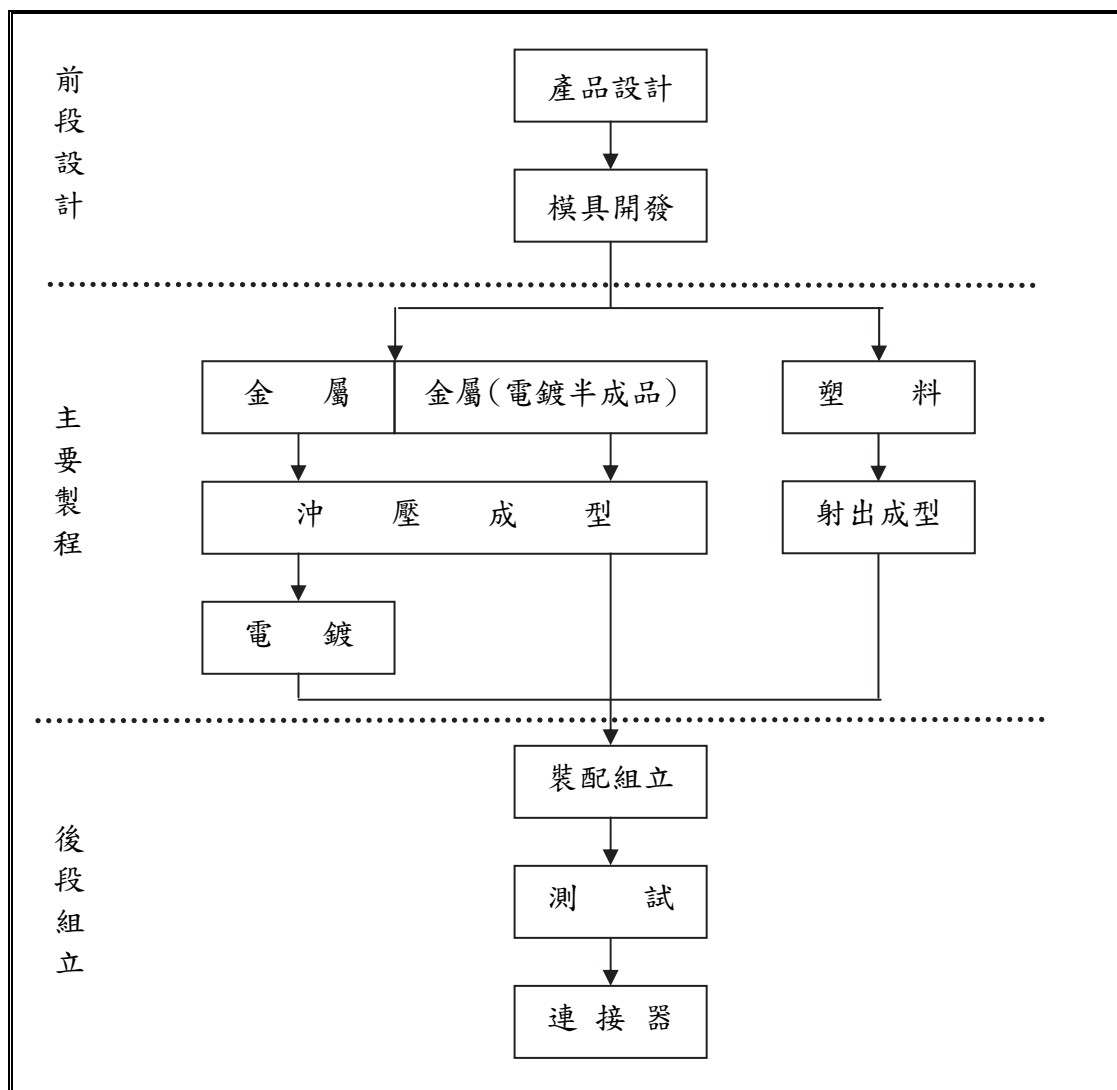 前段設計
產品設計
模具開發
主要製程
金屬
金屬(電鍍半成品)
塑料
沖壓成型
射出成型
電鍍
後段組立
裝配組立
測試
連接器